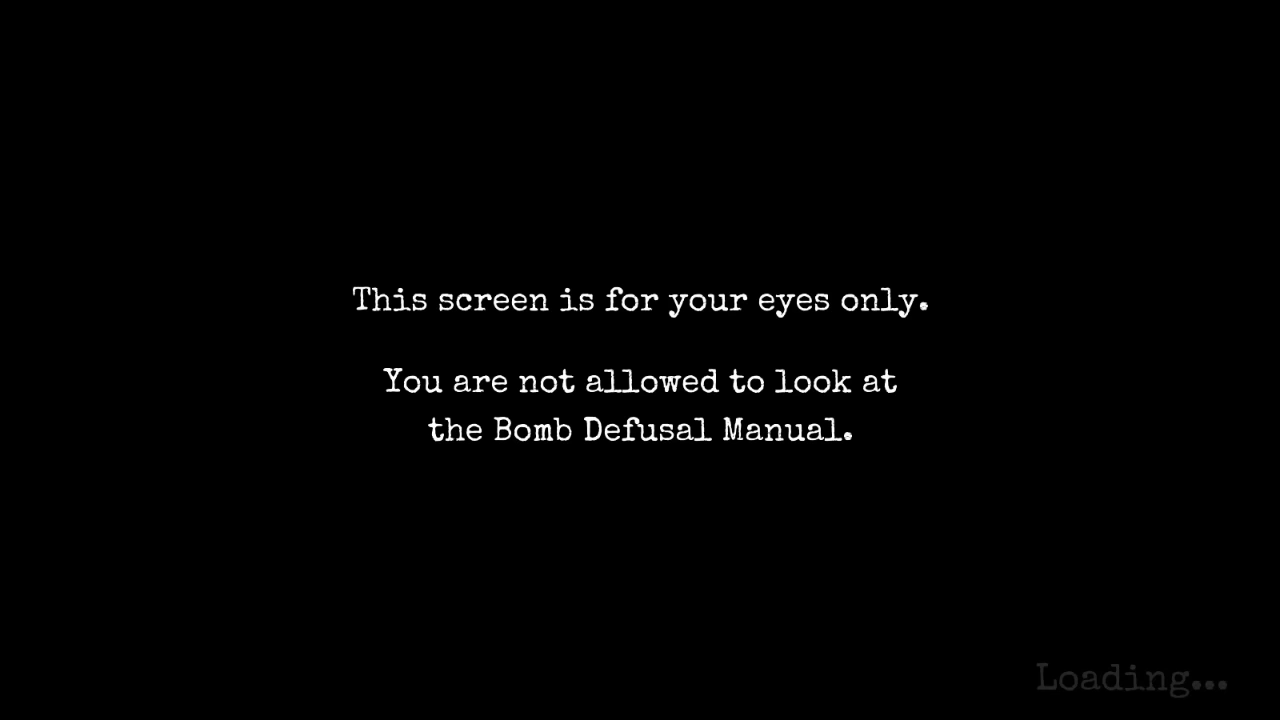 This screen is for your eyes only.
You are not allowed to look at
the Bomb Defusal Manual.
Loading...